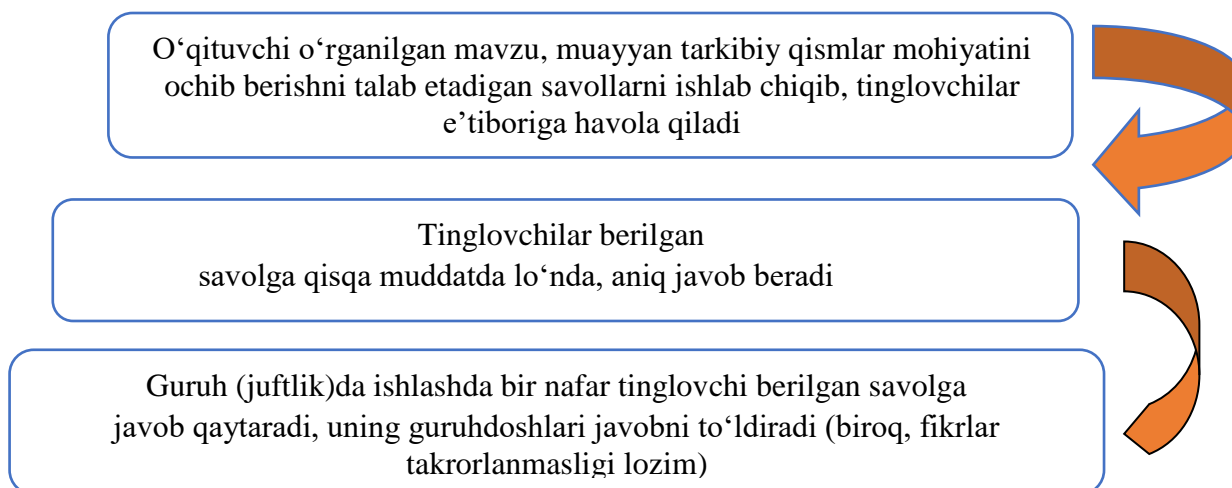 O‘qituvchi o‘rganilgan mavzu, muayyan tarkibiy qismlar mohiyatini
ochib berishni talab etadigan savollarni ishlab chiqib, tinglovchilar
e’tiboriga havola qiladi
Tinglovchilar berilgan
savolga qisqa muddatda lo‘nda, aniq javob beradi
Guruh (juftlik)da ishlashda bir nafar tinglovchi berilgan savolga
javob qaytaradi, uning guruhdoshlari javobni to‘ldiradi (biroq, fikrlar
takrorlanmasligi lozim)